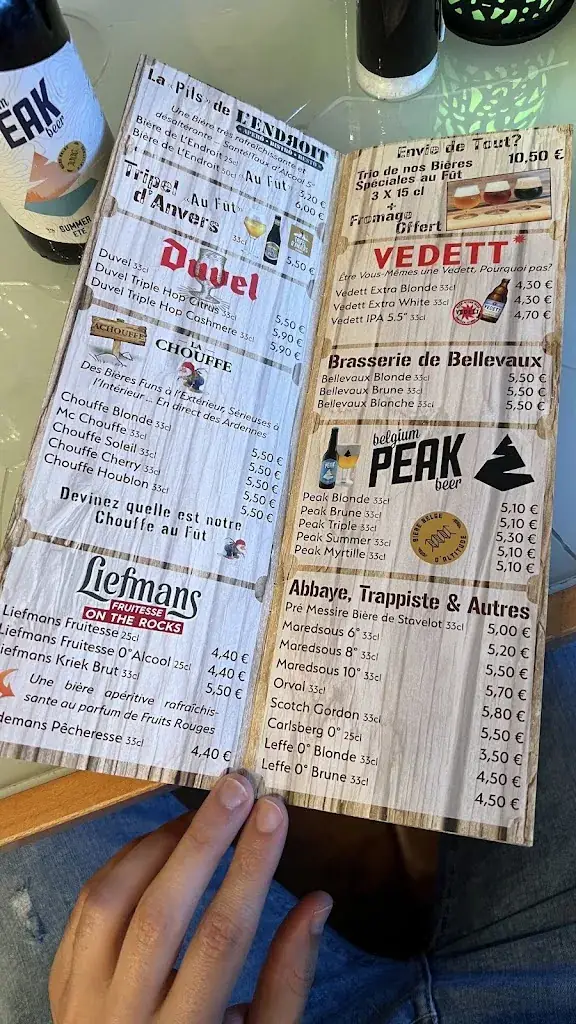 PEAK
beer
SUMMER
ÉTÉ
La «Pils» de L'ENDROIT
Une Bière très rafraîchissante et
désaltérante - Santé! Taux d'Alcool 5°
Bière de l'Endroit 25cl 3,20 €
Bière de l'Endroit 50cl 6,00 €
«Au Fût»
Tripel
d'Anvers
«Au Fût»
33cl
5,50 €
Duvel
Duvel 33cl 5,50 €
Duvel Triple Hop Citrus 33cl 5,90 €
Duvel Triple Hop Cashmere 33cl 5,90 €
ACHOUFFE
LA
CHOUFFE
Des Bières Funs à l'Extérieur, Sérieuses à
l'Intérieur... En direct des Ardennes
Chouffe Blonde 33cl 5,50 €
Mc Chouffe 33cl 5,50 €
Chouffe Soleil 33cl 5,50 €
Chouffe Cherry 33cl 5,50 €
Chouffe Houblon 33cl 5,50 €
Devinez quelle est notre
Chouffe au Fût
Liefmans
FRUITESSE
ON THE ROCKS
Liefmans Fruitesse 25cl 4,40 €
Liefmans Fruitesse 0°Alcool 25cl 4,40 €
iefmans Kriek Brut 33cl 5,50 €
Une bière apéritive rafraîchis-
sante au parfum de Fruits Rouges
demans Pêcheresse 33cl 4,40 €
Envie de Tout?
Trio de nos Bières 10,50 €
Spéciales au Fût
3 X 15 cl
+
Fromage
Offert
VEDETT
Être Vous-Mêmes une Vedett, Pourquoi pas?
Vedett Extra Blonde 33cl 4,30 €
Vedett Extra White 33cl 4,30 €
Vedett IPA 5.5° 33cl 4,70 €
Brasserie de Bellevaux
Bellevaux Blonde 33cl 5,50 €
Bellevaux Brune 33cl 5,50 €
Bellevaux Blanche 33cl 5,50 €
belgium
PEAK
beer
Peak Blonde 33cl 5,10 €
Peak Brune 33cl 5,10 €
Peak Triple 33cl 5,30 €
Peak Summer 33cl 5,10 €
Peak Myrtille 33cl 5,10 €
BIÈRE BELGE
D'ALTITUDE
Abbaye, Trappiste & Autres
Pré Messire Bière de Stavelot 33cl 5,00 €
Maredsous 6° 33cl 5,20 €
Maredsous 8° 33cl 5,50 €
Maredsous 10° 33cl 5,70 €
Orval 33cl 5,80 €
Scotch Gordon 33cl 5,50 €
Carlsberg 0° 25cl 3,50 €
Leffe 0° Blonde 33cl 4,50 €
Leffe 0° Brune 33cl 4,50 €